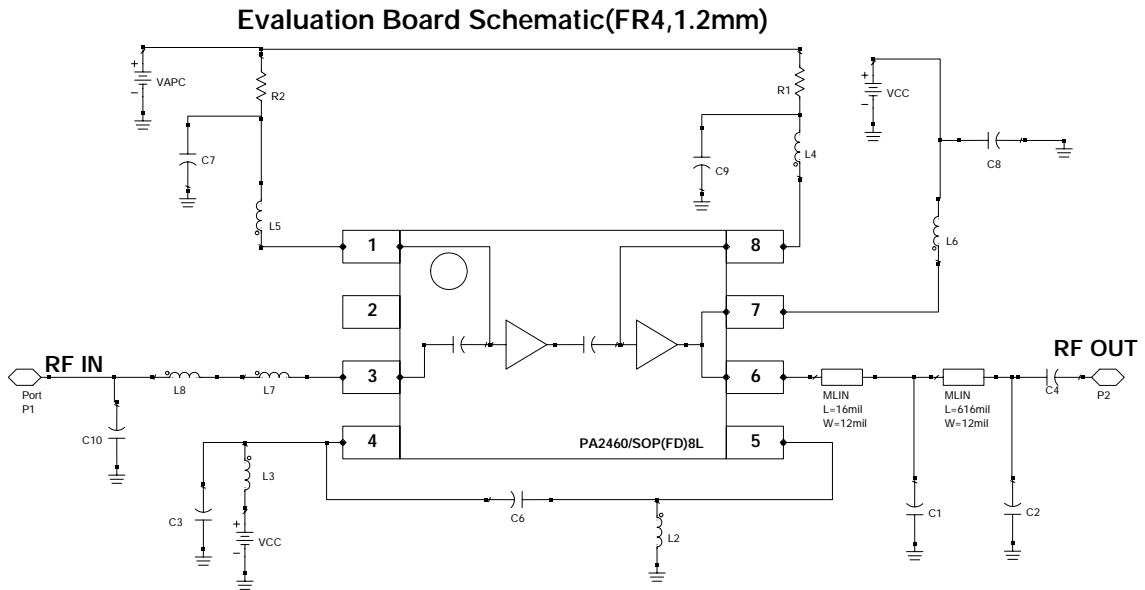 Evaluation Board Schematic(FR4,1.2mm)
+
VAPC
−
R2
R1
+
VCC
−
C7
C9
L4
C8
L5
L6
1
8
2
7
RF IN
RF OUT
3
6
L8
L7
Port
P1
MLIN
L=16mil
W=12mil
MLIN
L=616mil
W=12mil
C4
P2
C10
4
PA2460/SOP(FD)8L
5
L3
C3
+
VCC
−
C6
L2
C1
C2